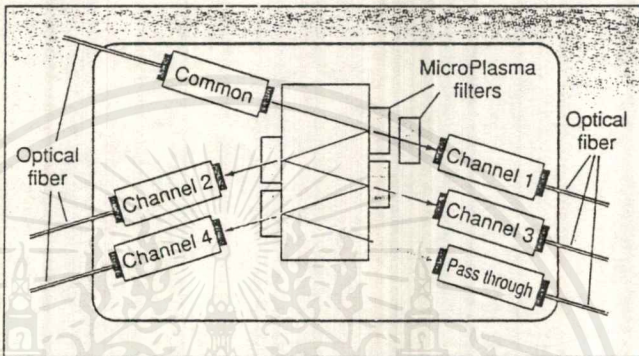 Common
MicroPlasma
filters
Optical
fiber
Optical
fiber
Channel 1
Channel 2
Channel 3
Channel 4
Pass through